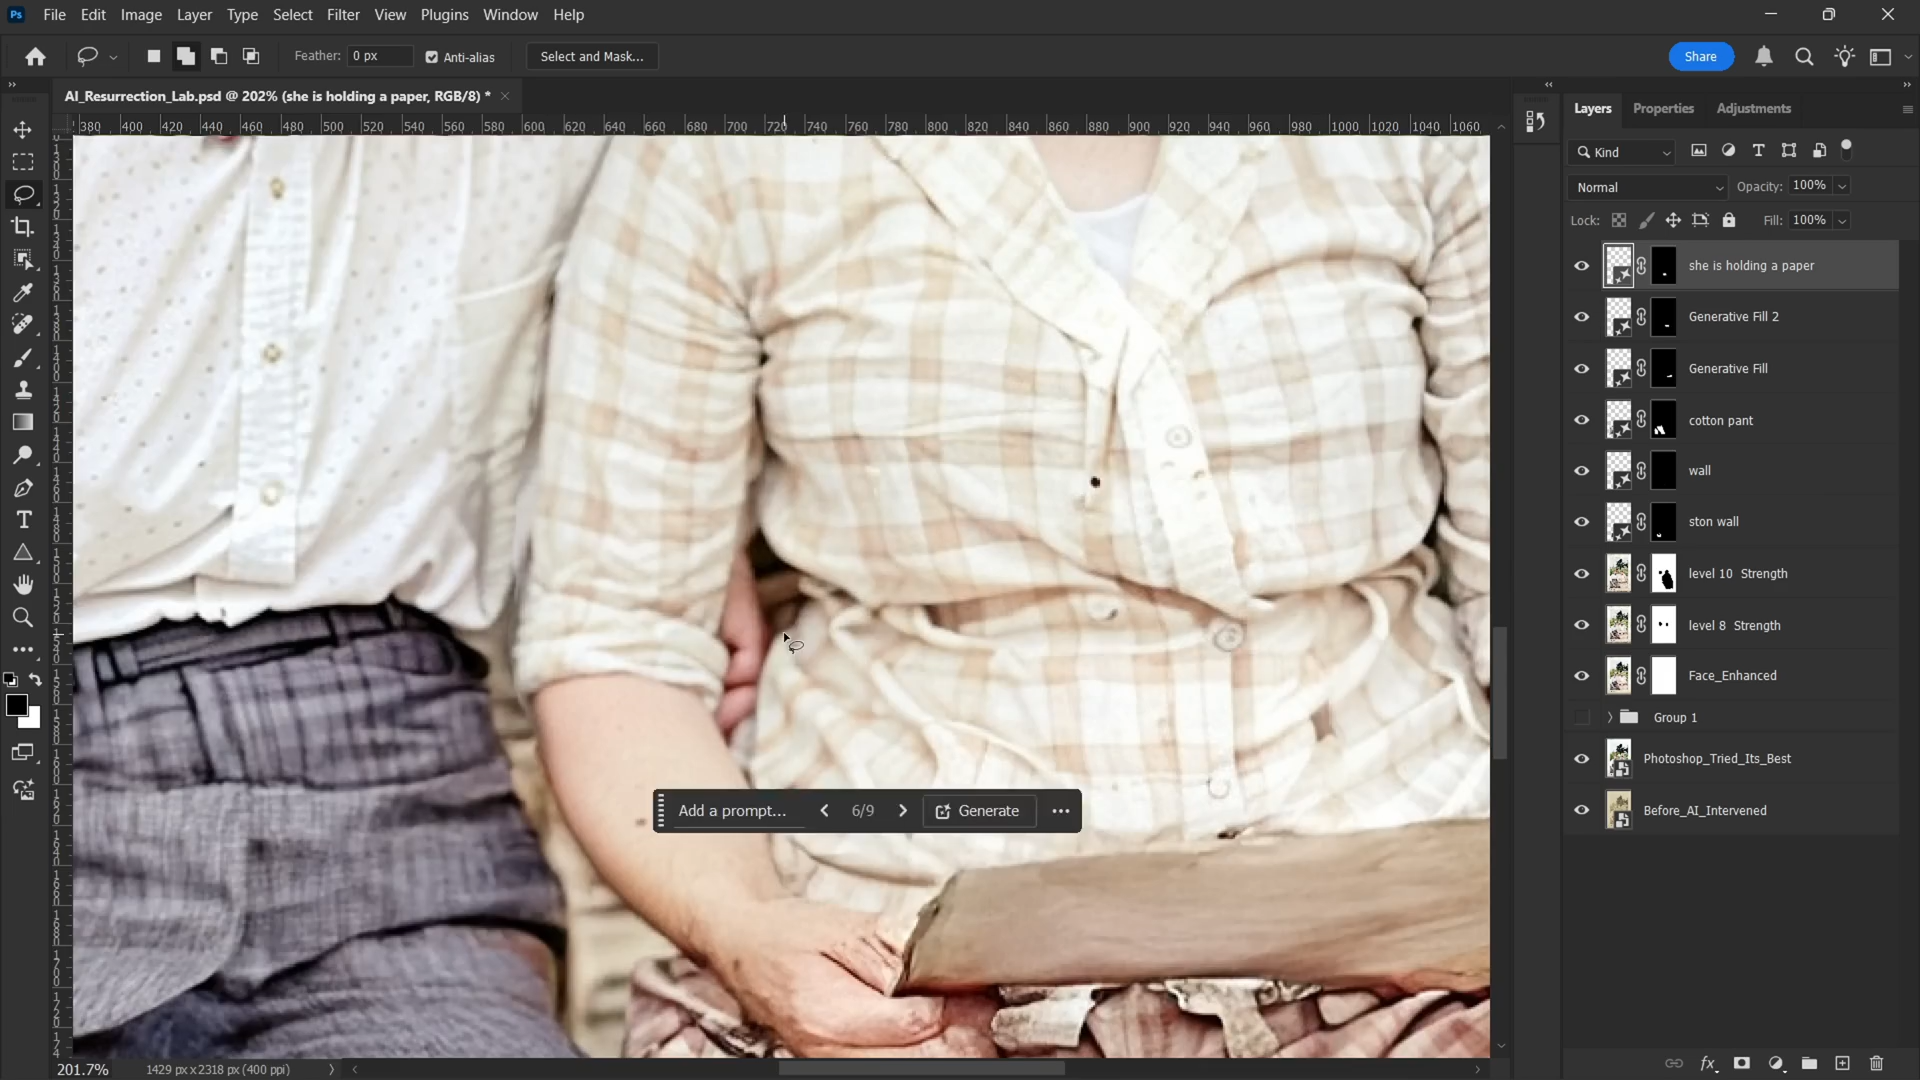 Ps File Edit Image Layer Type Select Filter View Plugins Window Help
Feather: 0 px Anti-alias Select and Mask... Share
AI_Resurrection_Lab.psd @ 202% (she is holding a paper, RGB/8) *
380 400 420 440 460 480 500 520 540 560 580 600 620 640 660 680 700 720 740 760 780 800 820 840 860 880 900 920 940 960 980 1000 1020 1040 1060
Layers Properties Adjustments
Kind
Normal Opacity: 100%
Lock: Fill: 100%
she is holding a paper
Generative Fill 2
Generative Fill
cotton pant
wall
ston wall
level 10 Strength
level 8 Strength
Face_Enhanced
Group 1
Photoshop_Tried_Its_Best
Before_AI_Intervened
Add a prompt... 6/9 Generate
201.7% 1429 px x 2318 px (400 ppi)